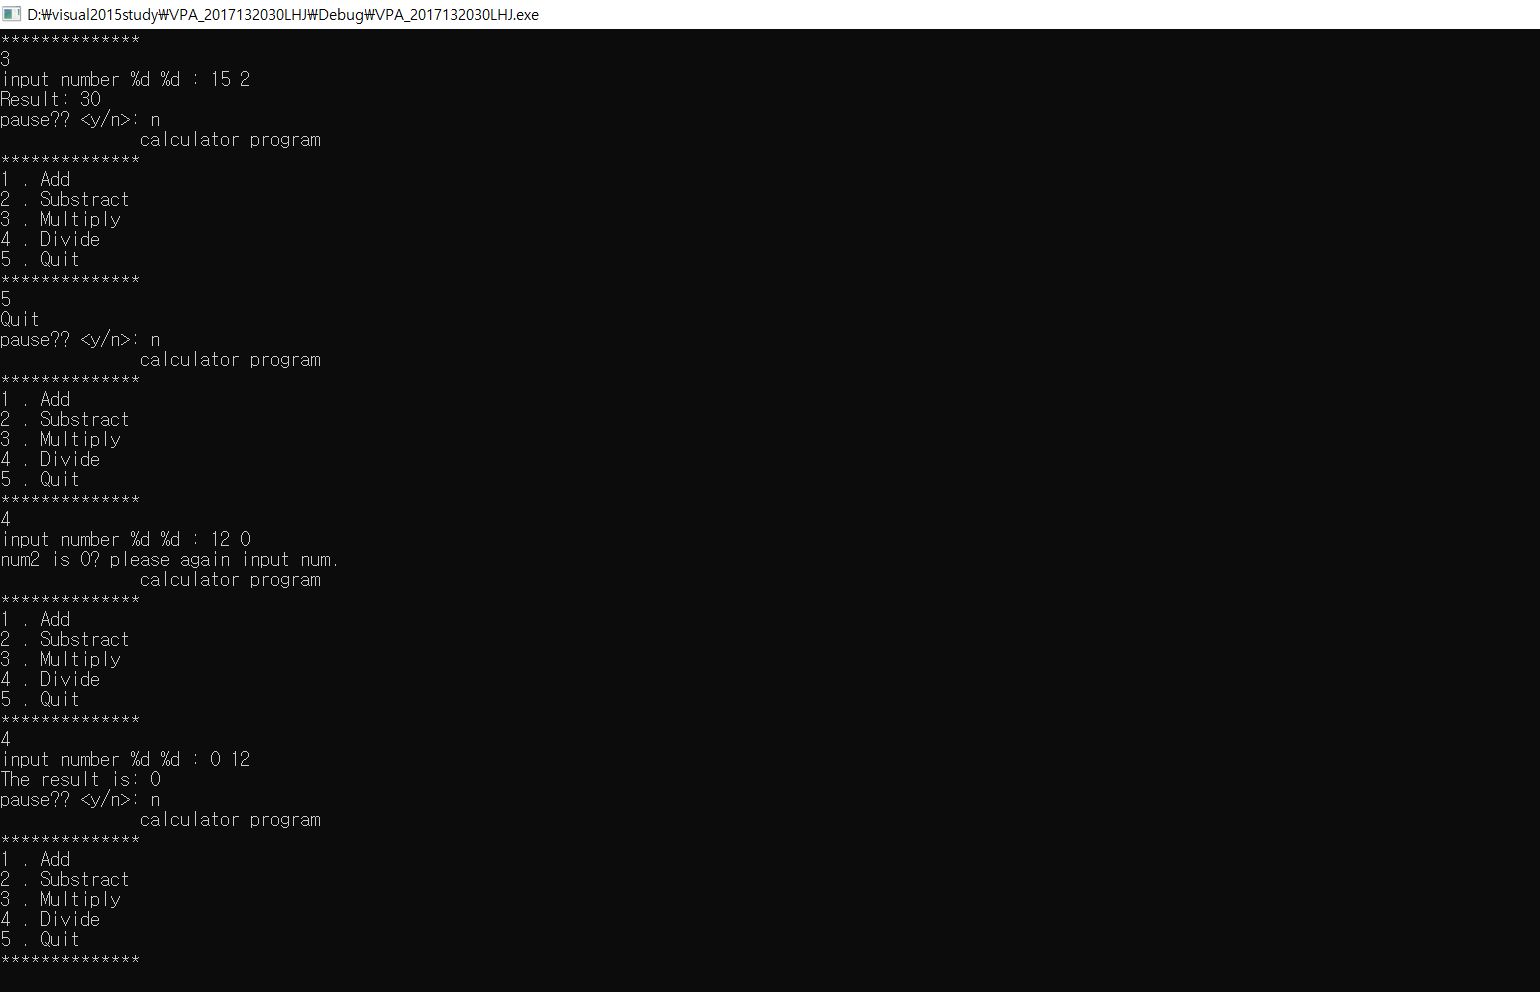 D:₩visual2015study₩VPA_2017132030LHJ₩Debug₩VPA_2017132030LHJ.exe
**************
3
input number %d %d : 15 2
Result: 30
pause?? <y/n>: n
calculator program
**************
1 . Add
2 . Substract
3 . Multiply
4 . Divide
5 . Quit
**************
5
Quit
pause?? <y/n>: n
calculator program
**************
1 . Add
2 . Substract
3 . Multiply
4 . Divide
5 . Quit
**************
4
input number %d %d : 12 0
num2 is 0? please again input num.
calculator program
**************
1 . Add
2 . Substract
3 . Multiply
4 . Divide
5 . Quit
**************
4
input number %d %d : 0 12
The result is: 0
pause?? <y/n>: n
calculator program
**************
1 . Add
2 . Substract
3 . Multiply
4 . Divide
5 . Quit
**************